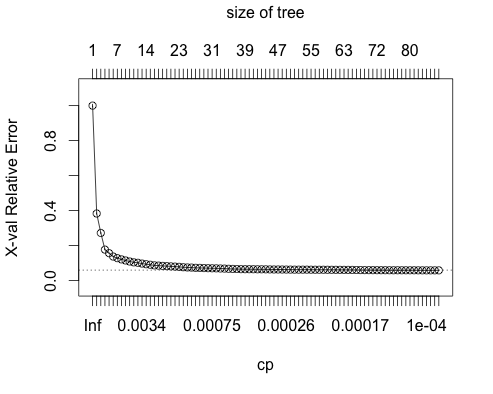 size of tree
1 7 14 23 31 39 47 55 63 72 80
X-val Relative Error
0.8
0.4
0.0
Inf 0.0034 0.00075 0.00026 0.00017 1e-04
cp